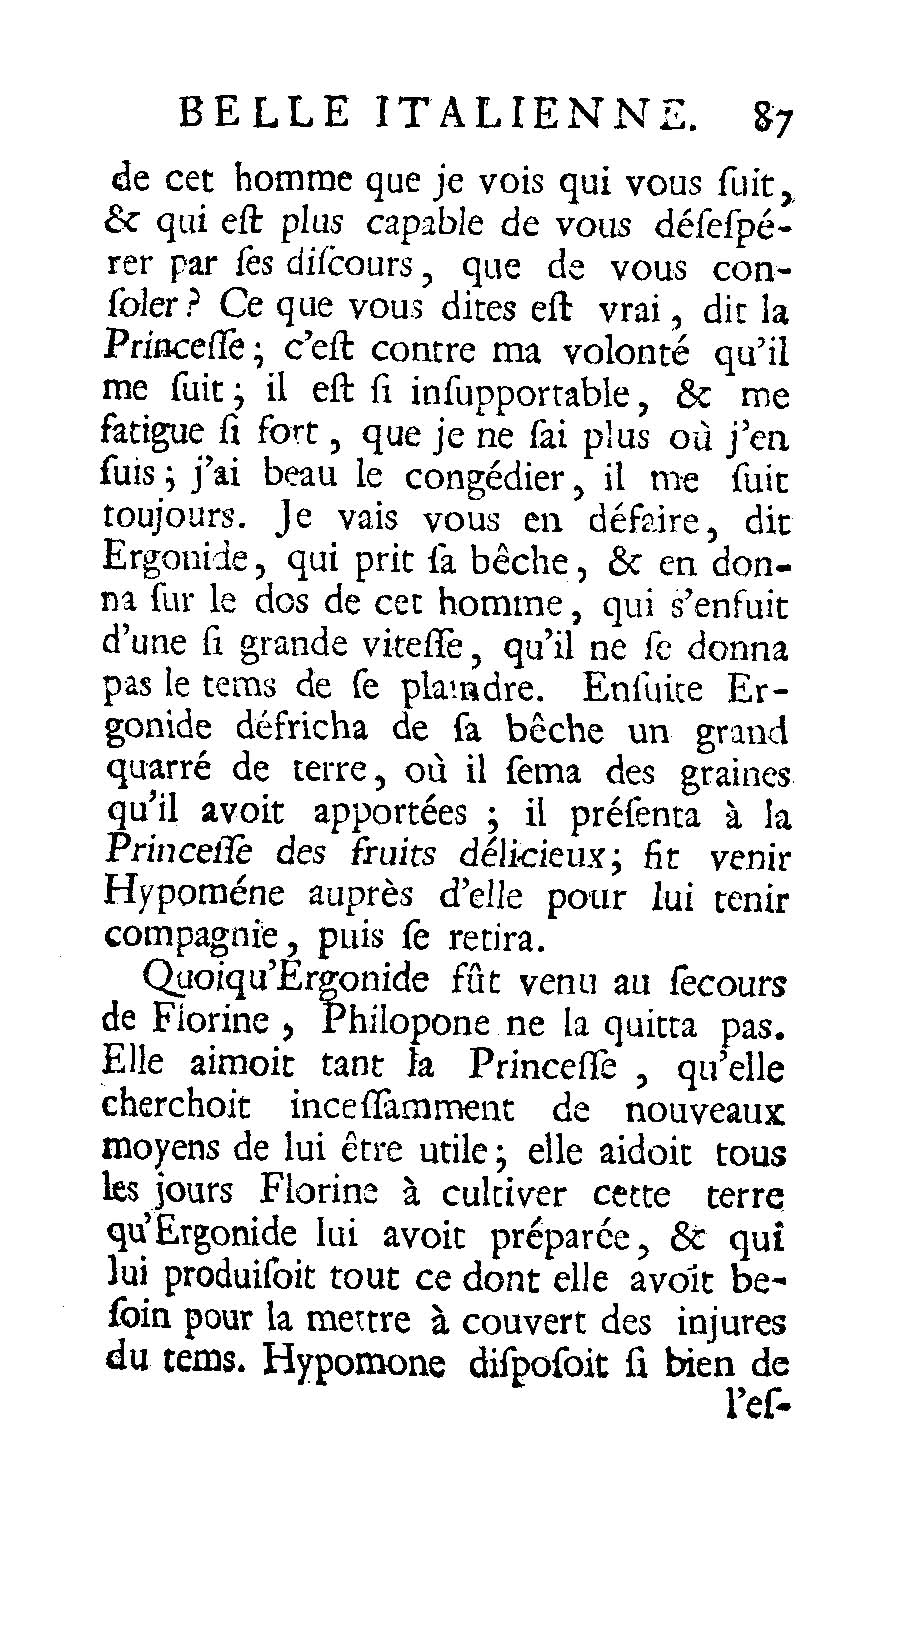 BELLE ITALIENNE. 87
de cet homme que je vois qui vous ſuit,
& qui eſt plus capable de vous déſeſpé-
rer par ſes diſcours, que de vous con-
ſoler? Ce que vous dites eſt vrai, dit la
Princeſſe; c'eſt contre ma volonté qu'il
me ſuit; il eſt ſi inſupportable, & me
fatigue ſi fort, que je ne ſai plus où j'en
ſuis; j'ai beau le congédier, il me ſuit
toujours. Je vais vous en défaire, dit
Ergonide, qui prit ſa bêche, & en don-
na ſur le dos de cet homme, qui s'enfuit
d'une ſi grande viteſſe, qu'il ne ſe donna
pas le tems de ſe plaindre. Enſuite Er-
gonide défricha de ſa bêche un grand
quarré de terre, où il ſema des graines
qu'il avoit apportées ; il préſenta à la
Princeſſe des fruits délicieux; fit venir
Hypoméne auprès d'elle pour lui tenir
compagnie, puis ſe retira.
Quoiqu'Ergonide fût venu au ſecours
de Florine, Philopone ne la quitta pas.
Elle aimoit tant la Princeſſe, qu'elle
cherchoit inceſſamment de nouveaux
moyens de lui être utile; elle aidoit tous
les jours Florine à cultiver cette terre
qu'Ergonide lui avoit préparée, & qui
lui produiſoit tout ce dont elle avoit be-
ſoin pour la mettre à couvert des injures
du tems. Hypomone diſpoſoit ſi bien de
l'eſ-